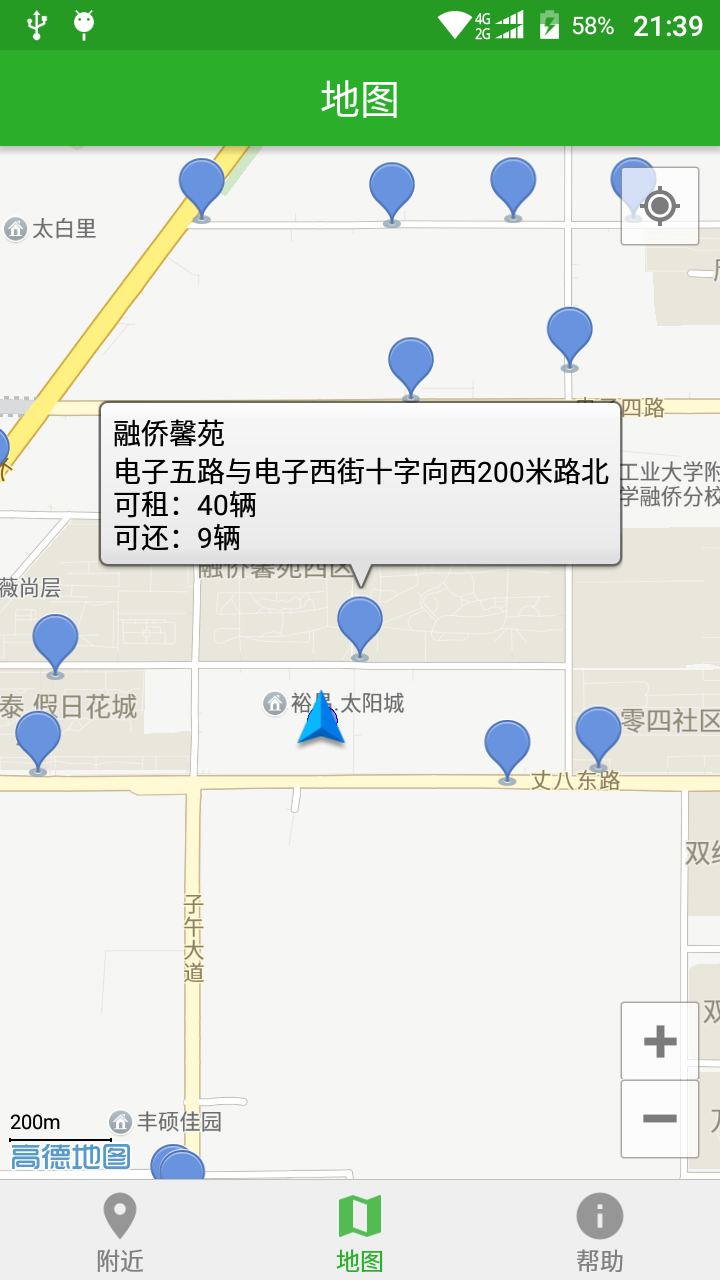 4G
2G
58%
21:39
地图
太白里
电子四路
融侨馨苑
电子五路与电子西街十字向西200米路北
可租：40辆
可还：9辆
工业大学附
学融侨分校
融侨馨苑西区
薇尚层
裕昌.太阳城
泰 假日花城
零四社区
丈八东路
子午大道
200m
丰硕佳园
高德地图
附近
地图
帮助